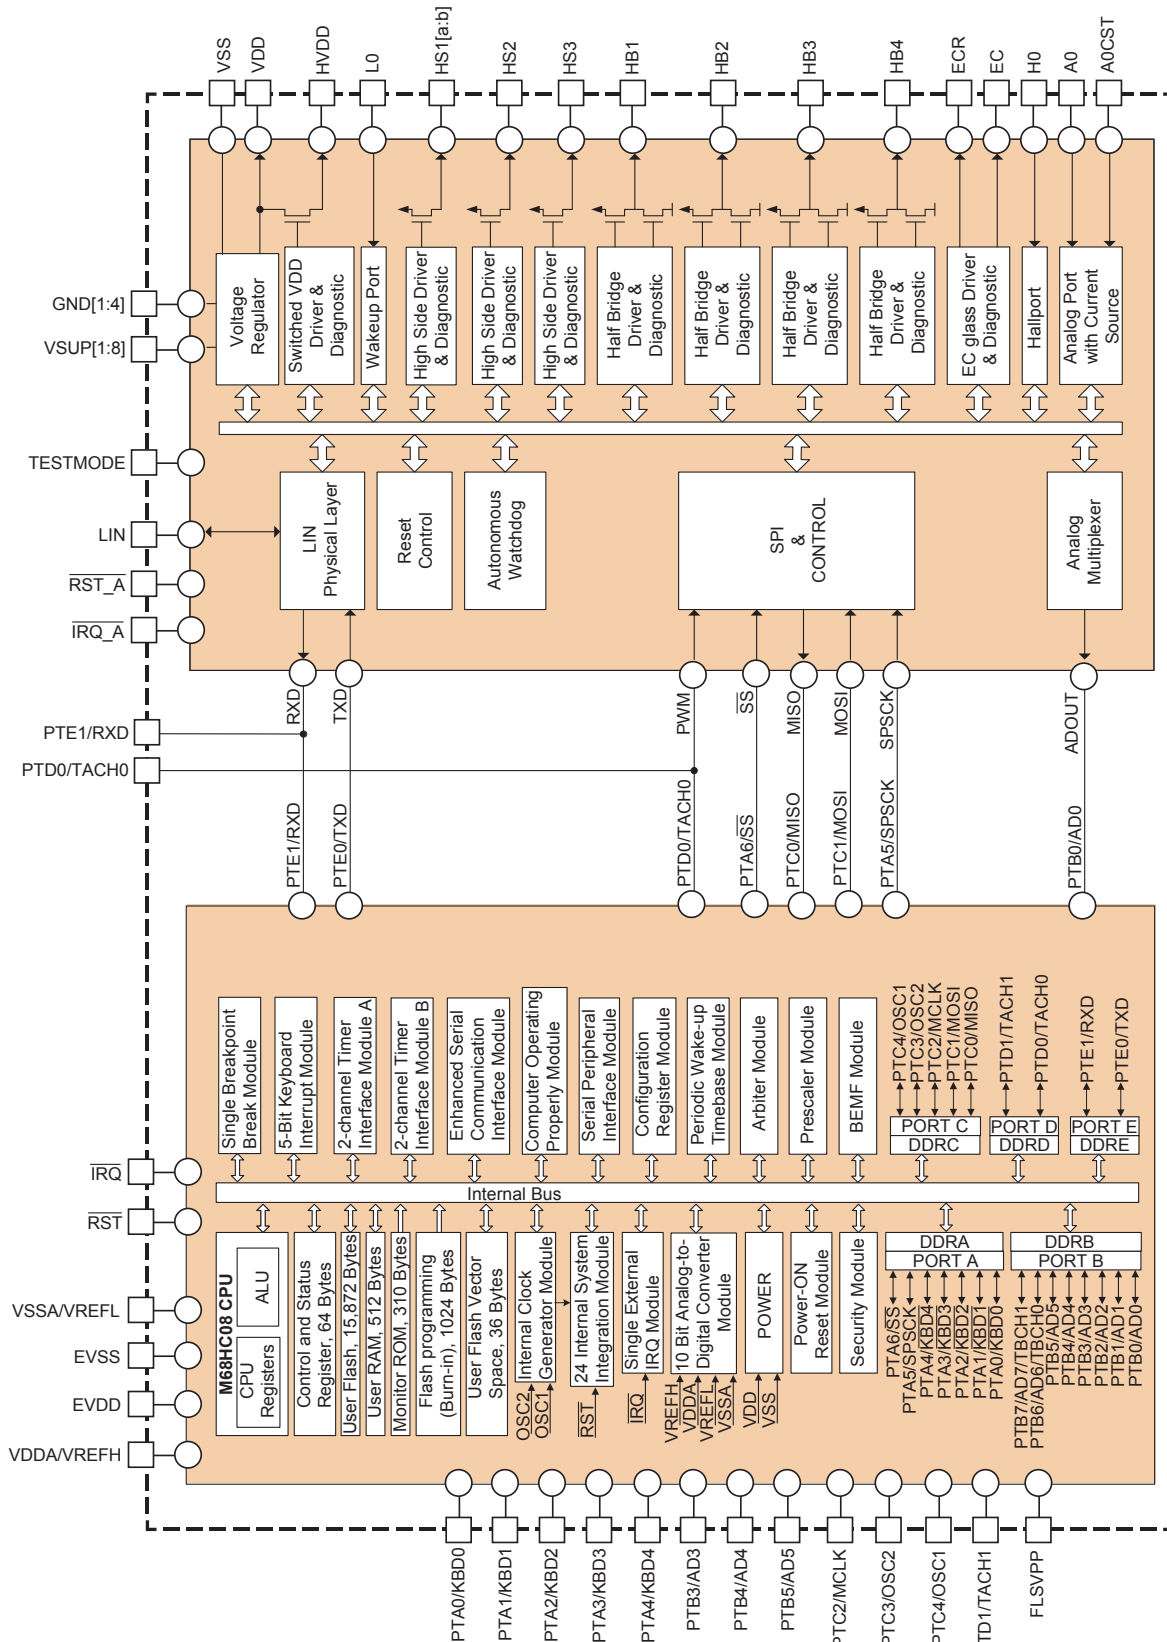 VSS
VDD
HVDD
L0
HS1[a:b]
HS2
HS3
HB1
HB2
HB3
HB4
ECR
EC
H0
A0
A0CST
GND[1:4]
VSUP[1:8]
TESTMODE
LIN
RST_A
IRQ_A
PTE1/RXD
PTD0/TACH0
Voltage
Regulator
Switched VDD
Driver &
Diagnostic
Wakeup Port
High Side Driver
& Diagnostic
High Side Driver
& Diagnostic
High Side Driver
& Diagnostic
Half Bridge
Driver &
Diagnostic
Half Bridge
Driver &
Diagnostic
Half Bridge
Driver &
Diagnostic
Half Bridge
Driver &
Diagnostic
EC glass Driver
& Diagnostic
Hallport
Analog Port
with Current
Source
LIN
Physical Layer
Reset
Control
Autonomous
Watchdog
SPI
&
CONTROL
Analog
Multiplexer
RXD
TXD
PWM
SS
MISO
MOSI
SPSCK
ADOUT
PTE1/RXD
PTE0/TXD
PTD0/TACH0
PTA6/SS
PTC0/MISO
PTC1/MOSI
PTA5/SPSCK
PTB0/AD0
IRQ
RST
VSSA/VREFL
EVSS
EVDD
VDDA/VREFH
Single Breakpoint
Break Module
5-Bit Keyboard
Interrupt Module
2-channel Timer
Interface Module A
2-channel Timer
Interface Module B
Enhanced Serial
Communication
Interface Module
Computer Operating
Properly Module
Serial Peripheral
Interface Module
Configuration
Register Module
Periodic Wake-up
Timebase Module
Arbiter Module
Prescaler Module
BEMF Module
PTC4/OSC1
PTC3/OSC2
PTC2/MCLK
PTC1/MOSI
PTC0/MISO
PORT C
DDRC
PTD1/TACH1
PTD0/TACH0
PORT D
DDRD
PTE1/RXD
PTE0/TXD
PORT E
DDRE
Internal Bus
M68HC08 CPU
CPU
Registers
ALU
Control and Status
Register, 64 Bytes
User Flash, 15,872 Bytes
User RAM, 512 Bytes
Monitor ROM, 310 Bytes
Flash programming
(Burn-in), 1024 Bytes
User Flash Vector
Space, 36 Bytes
Internal Clock
Generator Module
OSC2
OSC1
24 Internal System
Integration Module
RST
Single External
IRQ Module
IRQ
10 Bit Analog-to-
Digital Converter
Module
VREFH
VDDA
VREFL
VSSA
POWER
VDD
VSS
Power-ON
Reset Module
Security Module
DDRA
PORT A
PTA6/SS
PTA5/SPSCK
PTA4/KBD4
PTA3/KBD3
PTA2/KBD2
PTA1/KBD1
PTA0/KBD0
DDRB
PORT B
PTB7/AD7/TBCH1
PTB6/AD6/TBCH0
PTB5/AD5
PTB4/AD4
PTB3/AD3
PTB2/AD2
PTB1/AD1
PTB0/AD0
PTA0/KBD0
PTA1/KBD1
PTA2/KBD2
PTA3/KBD3
PTA4/KBD4
PTB3/AD3
PTB4/AD4
PTB5/AD5
PTC2/MCLK
PTC3/OSC2
PTC4/OSC1
TD1/TACH1
FLSVPP